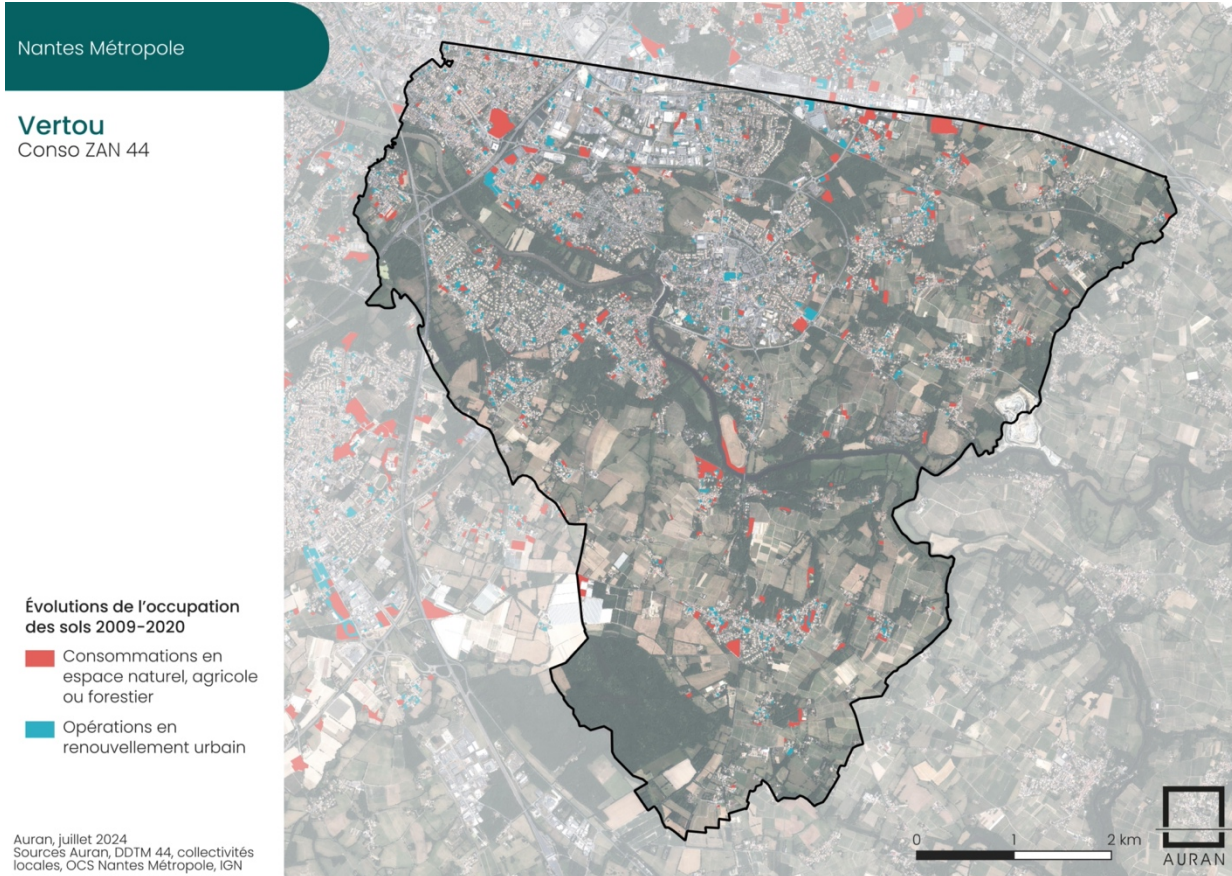 Nantes Métropole
Vertou
Conso ZAN 44
Évolutions de l'occupation
des sols 2009-2020
Consommations en
espace naturel, agricole
ou forestier
Opérations en
renouvellement urbain
Auran, juillet 2024
Sources Auran, DDTM 44, collectivités
locales, OCS Nantes Métropole, IGN
0 1 2 km
AURAN